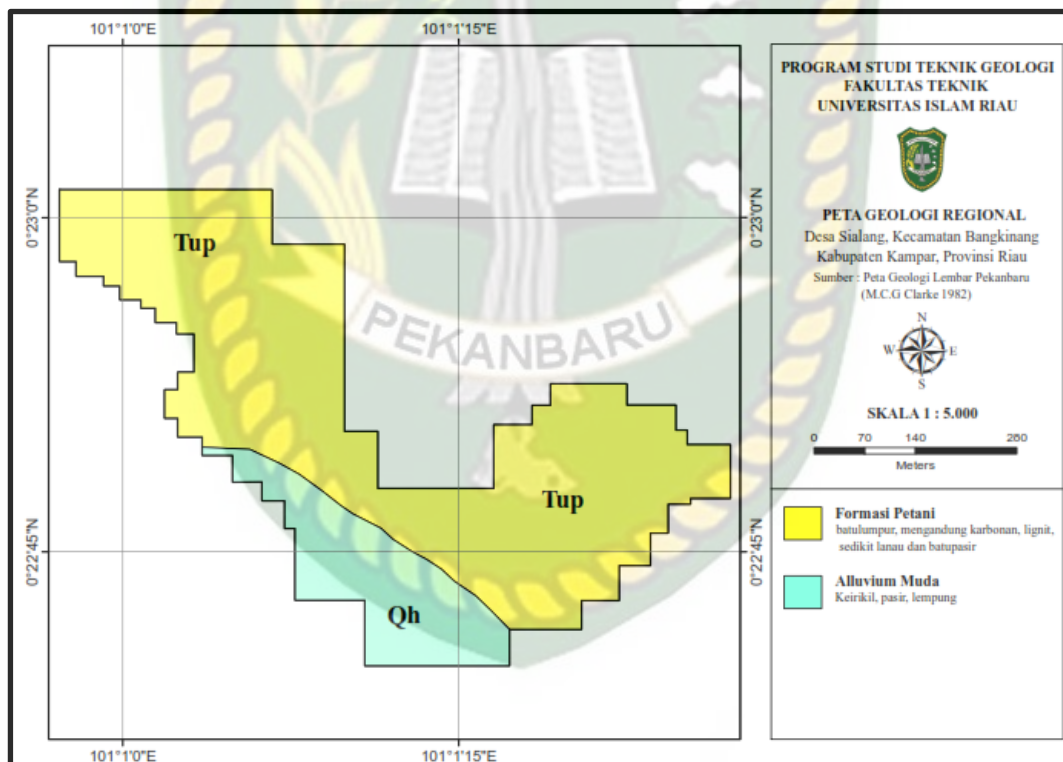 101°1'0"E
101°1'15"E
0°23'0"N
0°23'0"N
Tup
PEKANBARU
Tup
0°22'45"N
0°22'45"N
Qh
101°1'0"E
101°1'15"E
PROGRAM STUDI TEKNIK GEOLOGI
FAKULTAS TEKNIK
UNIVERSITAS ISLAM RIAU
PETA GEOLOGI REGIONAL
Desa Sialang, Kecamatan Bangkinang
Kabupaten Kampar, Provinsi Riau
Sumber : Peta Geologi Lembar Pekanbaru
(M.C.G Clarke 1982)
N
W
E
S
SKALA 1 : 5.000
0 70 140 280
Meters
Formasi Petani
batulumpur, mengandung karbonan, lignit,
sedikit lanau dan batupasir
Alluvium Muda
Keirikil, pasir, lempung